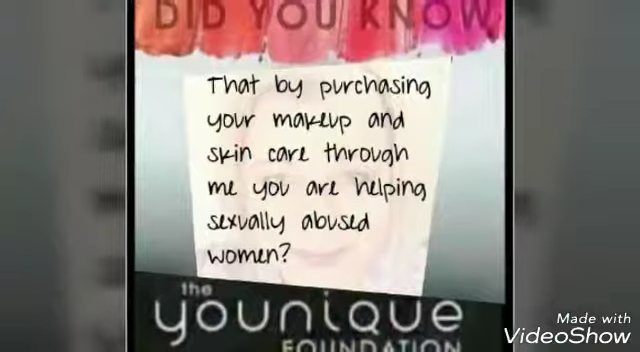 DID YOU KNOW
That by purchasing
your makeup and
skin care through
me you are helping
sexually abused
women?
the
younique
FOUNDATION
Made with
VideoShow